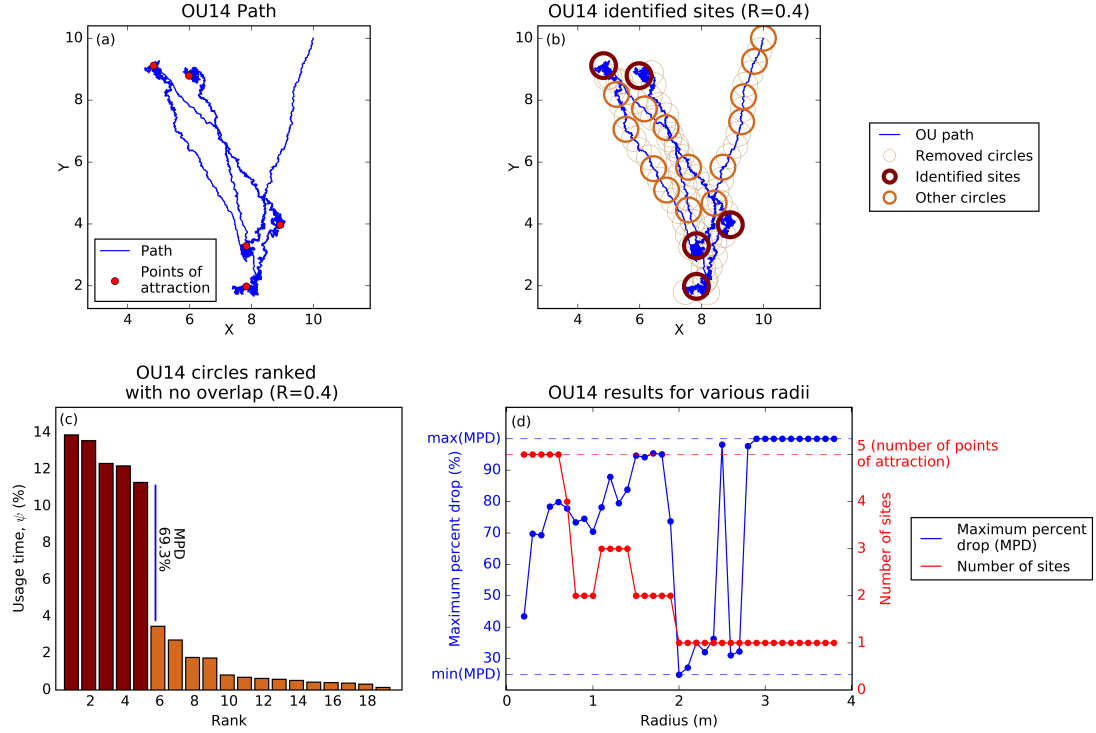 OU14 Path
(a)
10
8
6
4
2
Y
4
6
8
10
X
Path
Points of
attraction
OU14 identified sites (R=0.4)
(b)
10
8
6
4
2
Y
4
6
8
10
X
OU path
Removed circles
Identified sites
Other circles
OU14 circles ranked
with no overlap (R=0.4)
(c)
14
12
10
8
6
4
2
0
Usage time, ψ (%)
MPD
69.3%
2
4
6
8
10
12
14
16
18
Rank
OU14 results for various radii
(d)
max(MPD)
90
80
70
60
50
40
30
min(MPD)
Maximum percent drop (%)
5 (number of points
of attraction)
4
3
2
1
0
Number of sites
0
1
2
3
4
Radius (m)
Maximum percent
drop (MPD)
Number of sites